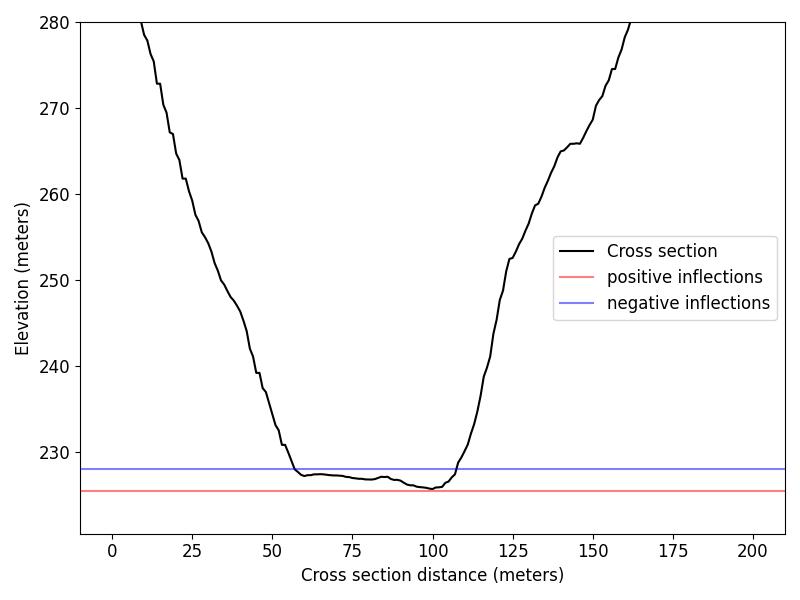 280
270
260
250
240
230
Elevation (meters)
Cross section
positive inflections
negative inflections
0 25 50 75 100 125 150 175 200
Cross section distance (meters)